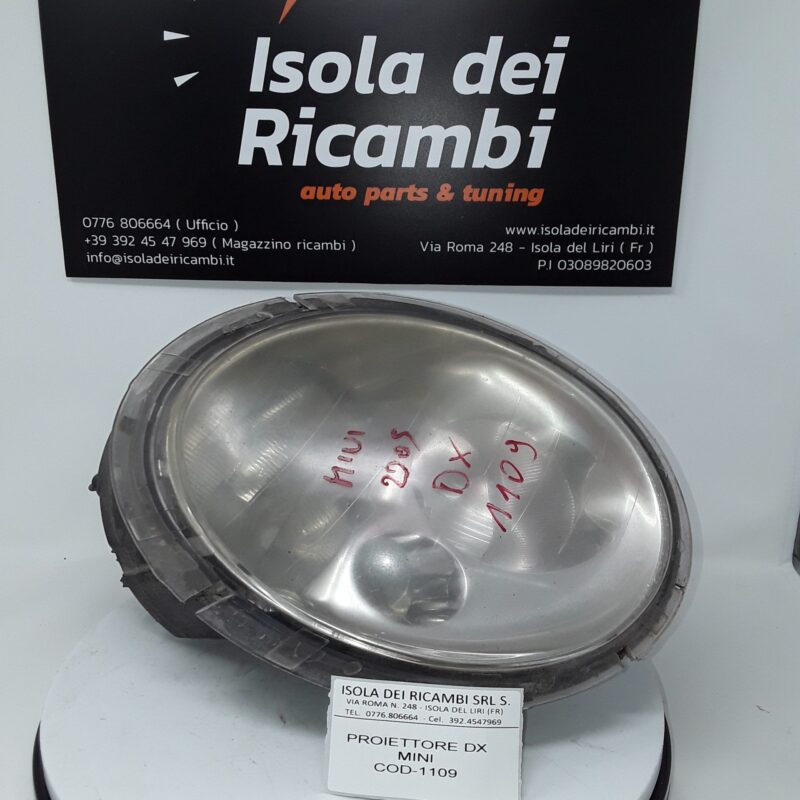 Isola dei
Ricambi
auto parts & tuning
0776 806664 ( Ufficio )
+39 392 45 47 969 ( Magazzino ricambi )
info@isoladeiricambi.it
www.isoladeiricambi.it
Via Roma 248 - Isola del Liri ( Fr )
P.I 03089820603
MINI
2005
DX
1109
ISOLA DEI RICAMBI SRL S.
VIA ROMA N. 248 - ISOLA DEL LIRI (FR)
TEL. 0776.806664 - Cel. 392.4547969
PROIETTORE DX
MINI
COD-1109